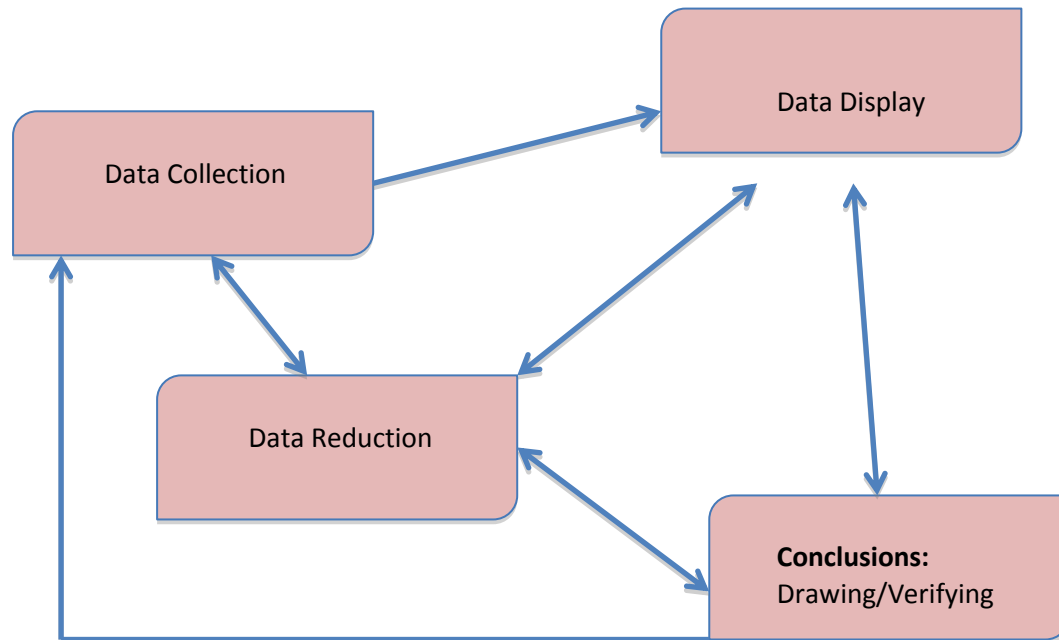 Data Display
Data Collection
Data Reduction
Conclusions:
Drawing/Verifying